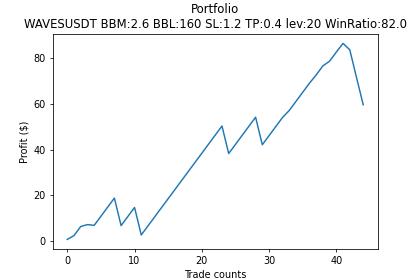 Portfolio
WAVESUSDT BBM:2.6 BBL:160 SL:1.2 TP:0.4 lev:20 WinRatio:82.0
80
60
40
20
0
Profit ($)
0 10 20 30 40
Trade counts